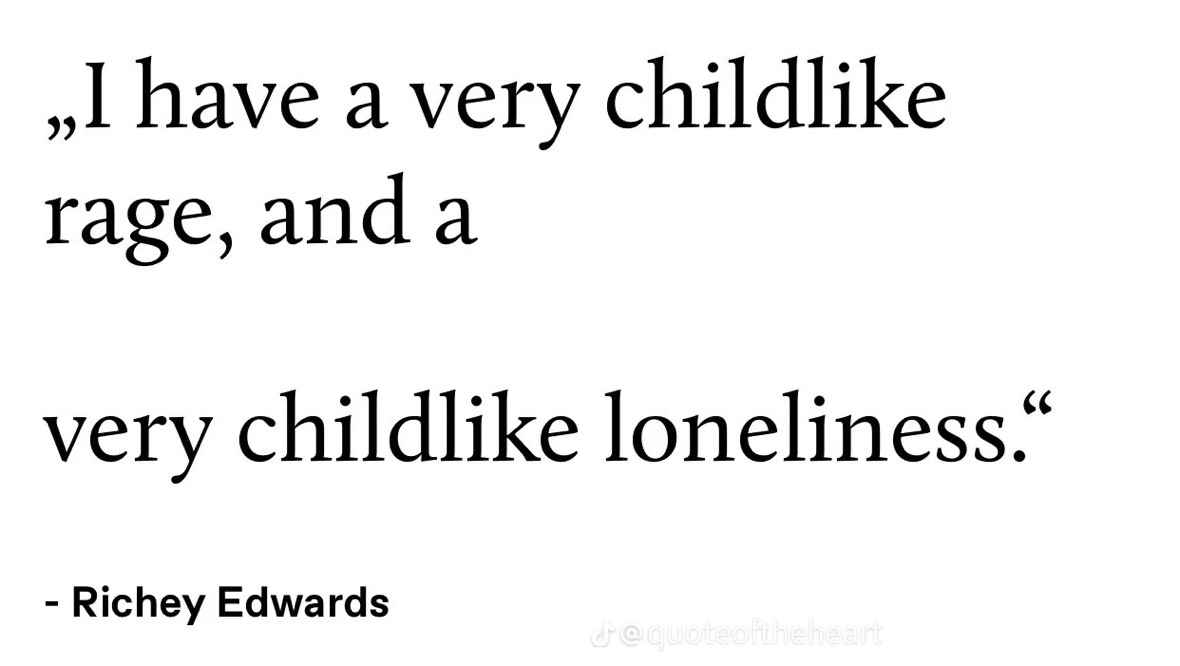 „I have a very childlike
rage, and a
very childlike loneliness.“
- Richey Edwards
@quoteoftheheart